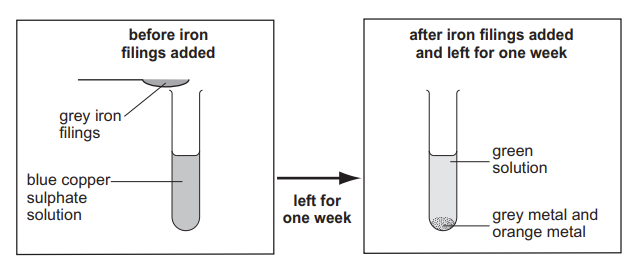 before iron
filings added
grey iron
filings
blue copper
sulphate
solution
left for
one week
after iron filings added
and left for one week
green
solution
grey metal and
orange metal